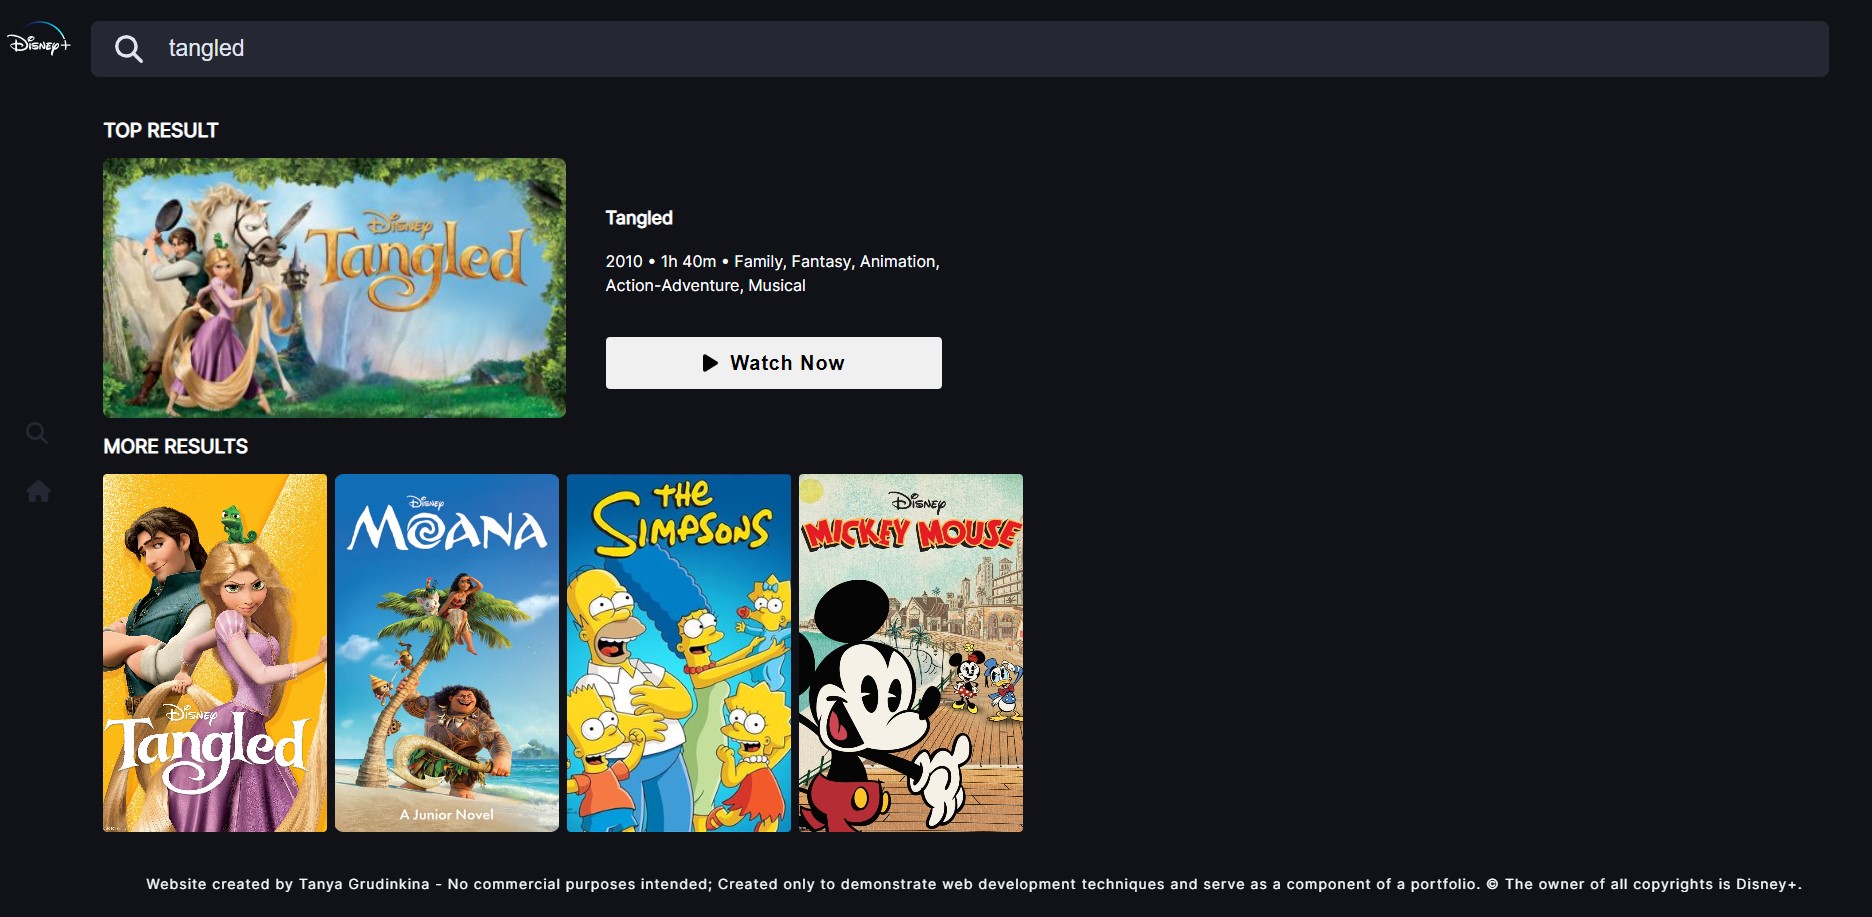 Disney+
tangled
TOP RESULT
Disney
Tangled
Tangled
2010 • 1h 40m • Family, Fantasy, Animation,
Action-Adventure, Musical
Watch Now
MORE RESULTS
Disney
Tangled
Disney
MOANA
A Junior Novel
THE
SIMPSONS
Disney
MICKEY MOUSE
Website created by Tanya Grudinkina - No commercial purposes intended; Created only to demonstrate web development techniques and serve as a component of a portfolio. © The owner of all copyrights is Disney+.